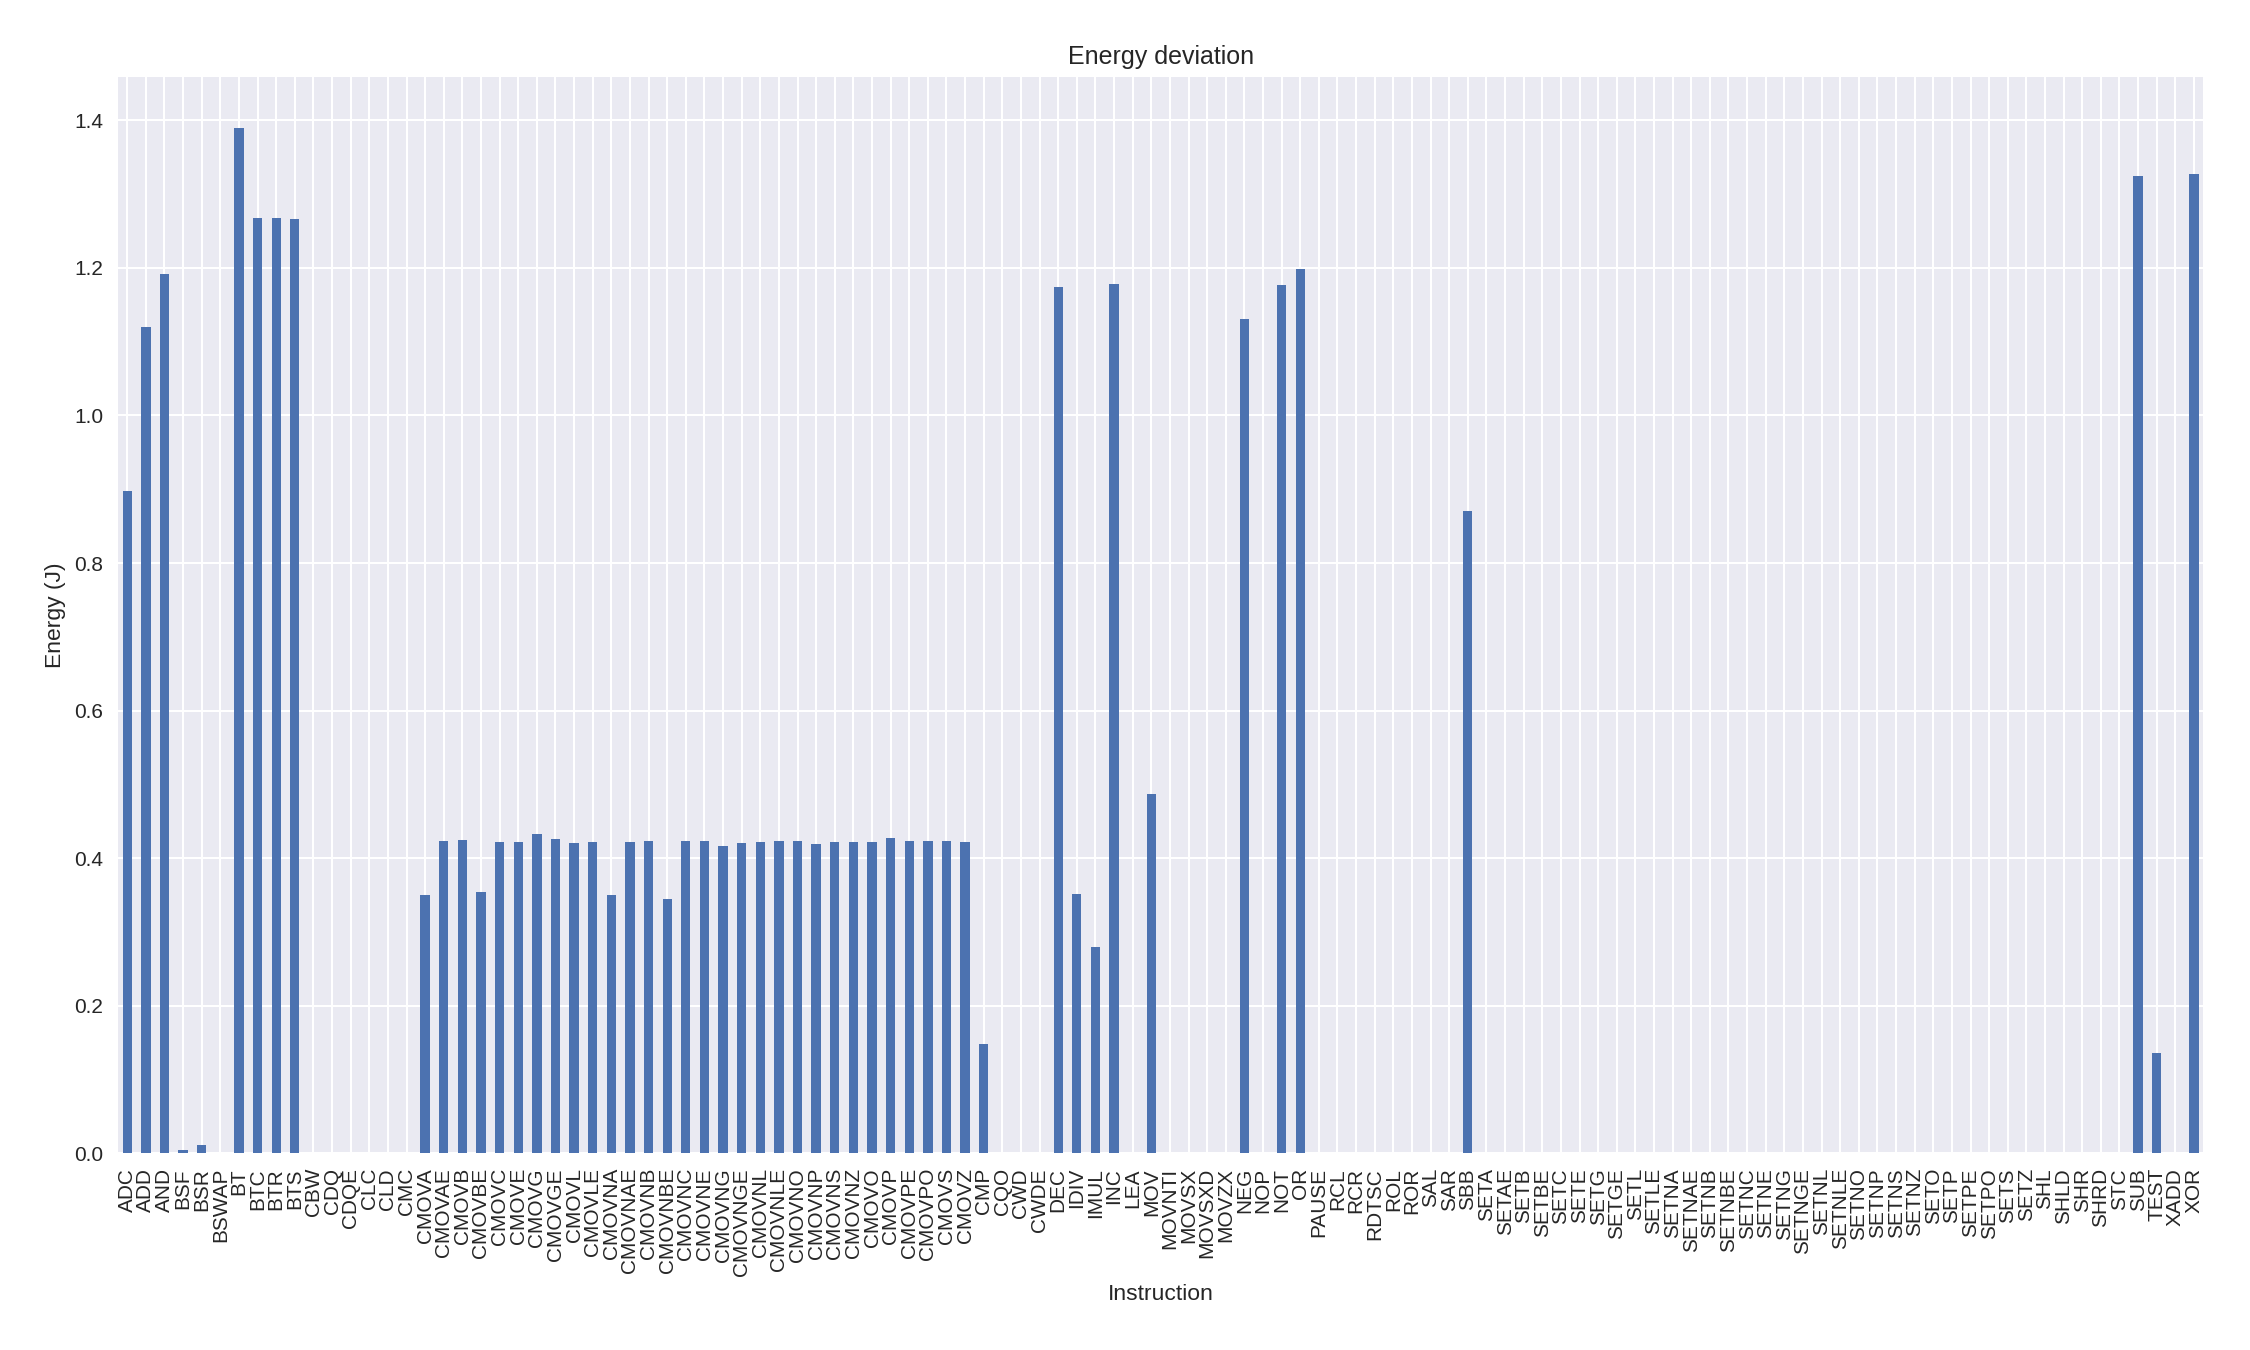 Energy deviation
1.4
1.2
1.0
0.8
0.6
0.4
0.2
0.0
Energy (J)
ADC
ADD
AND
BSF
BSR
BSWAP
BT
BTC
BTR
BTS
CBW
CDQ
CDQE
CLC
CLD
CMC
CMOVA
CMOVAE
CMOVB
CMOVBE
CMOVC
CMOVE
CMOVG
CMOVGE
CMOVL
CMOVLE
CMOVNA
CMOVNAE
CMOVNB
CMOVNBE
CMOVNC
CMOVNE
CMOVNG
CMOVNGE
CMOVNL
CMOVNLE
CMOVNO
CMOVNP
CMOVNS
CMOVNZ
CMOVO
CMOVP
CMOVPE
CMOVPO
CMOVS
CMOVZ
CMP
CQO
CWD
CWDE
DEC
IDIV
IMUL
INC
LEA
MOV
MOVNTI
MOVSX
MOVSXD
MOVZX
NEG
NOP
NOT
OR
PAUSE
RCL
RCR
RDTSC
ROL
ROR
SAL
SAR
SBB
SETA
SETAE
SETB
SETBE
SETC
SETE
SETG
SETGE
SETL
SETLE
SETNA
SETNAE
SETNB
SETNBE
SETNC
SETNE
SETNG
SETNGE
SETNL
SETNLE
SETNO
SETNP
SETNS
SETNZ
SETO
SETP
SETPE
SETPO
SETS
SETZ
SHL
SHLD
SHR
SHRD
STC
SUB
TEST
XADD
XOR
Instruction